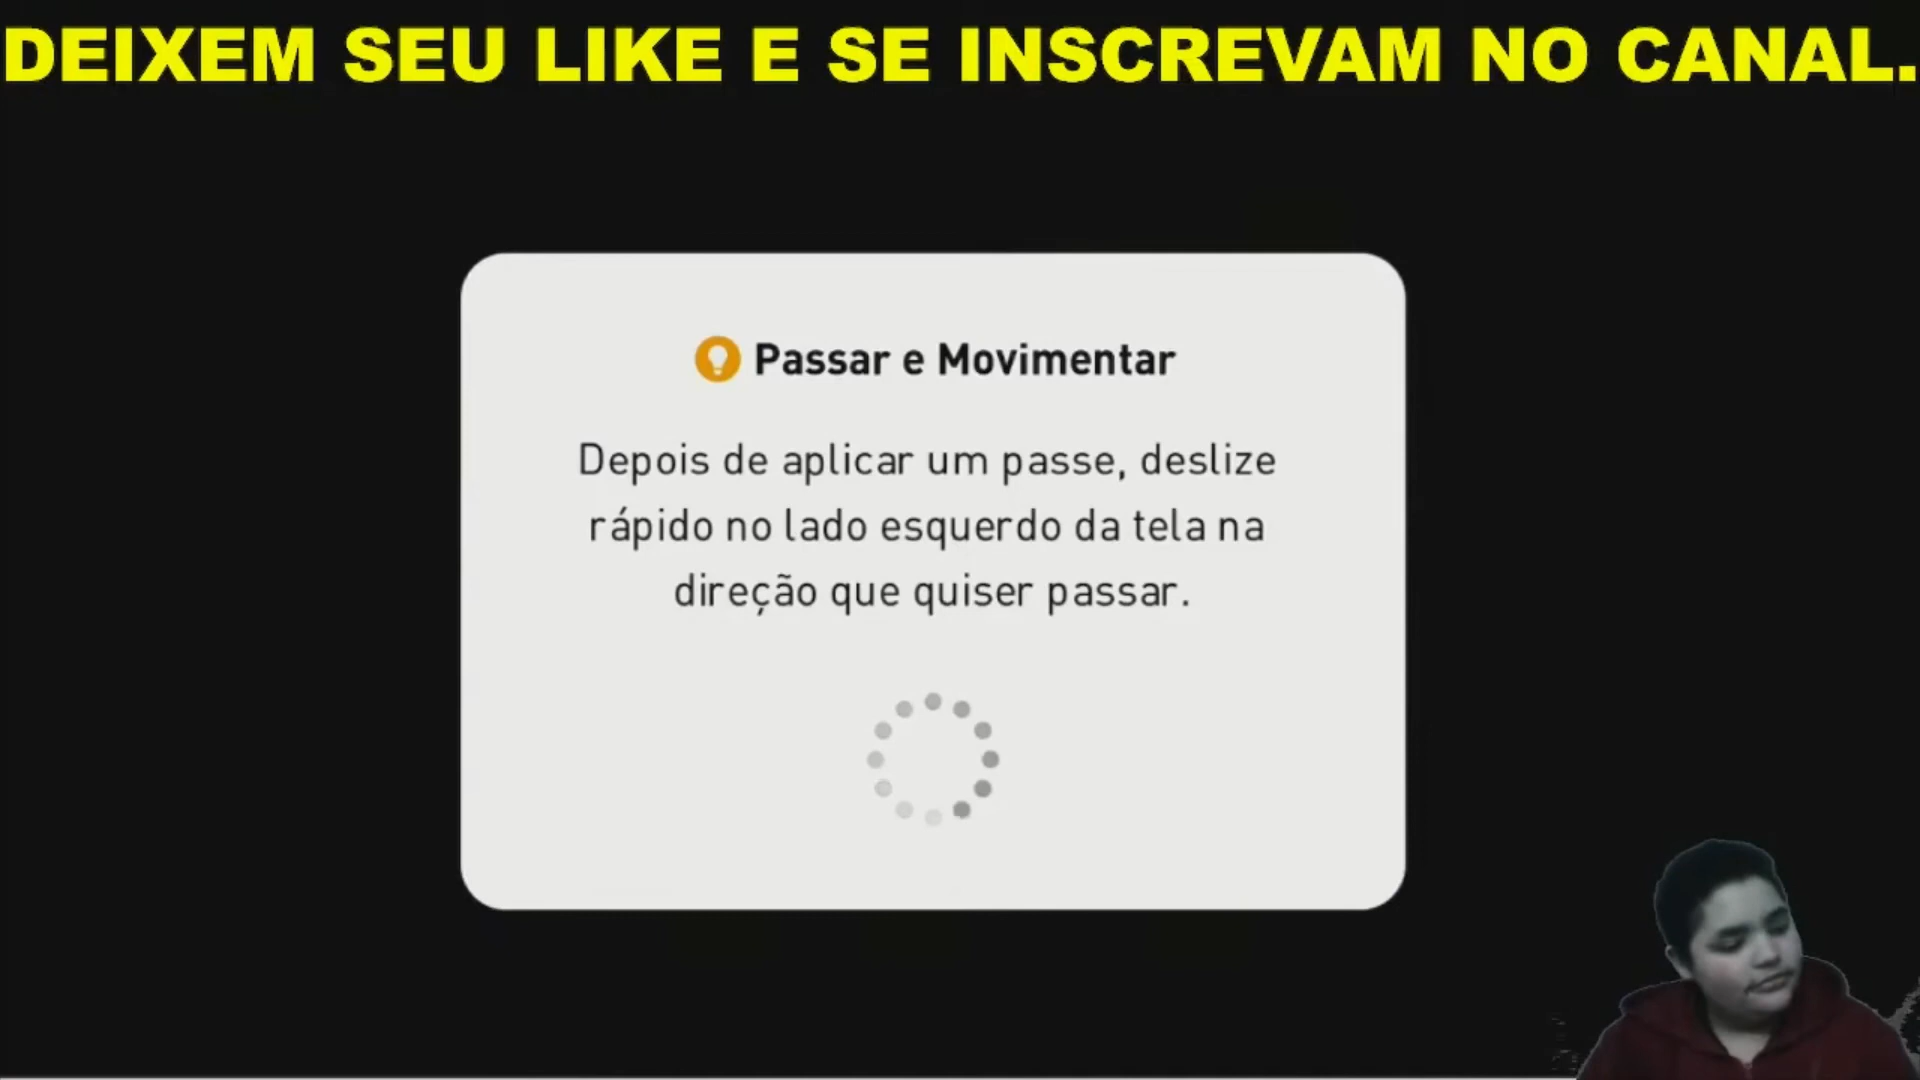 DEIXEM SEU LIKE E SE INSCREVAM NO CANAL.
Passar e Movimentar
Depois de aplicar um passe, deslize
rápido no lado esquerdo da tela na
direção que quiser passar.